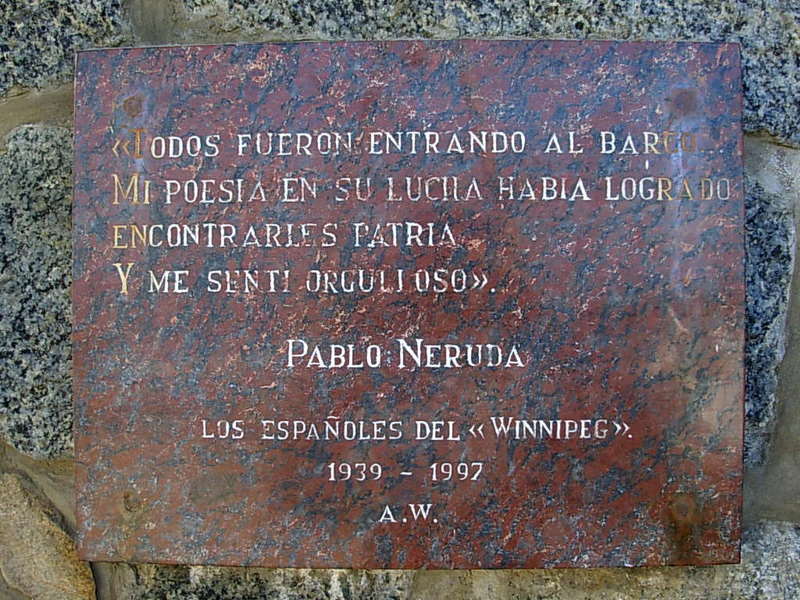 «TODOS FUERON ENTRANDO AL BARCO
MI POESIA EN SU LUCHA HABIA LOGRADO
ENCONTRARLES PATRIA
Y ME SENTI ORGULLOSO».
PABLO NERUDA
LOS ESPAÑOLES DEL «WINNIPEG».
1939 - 1997
A.W.